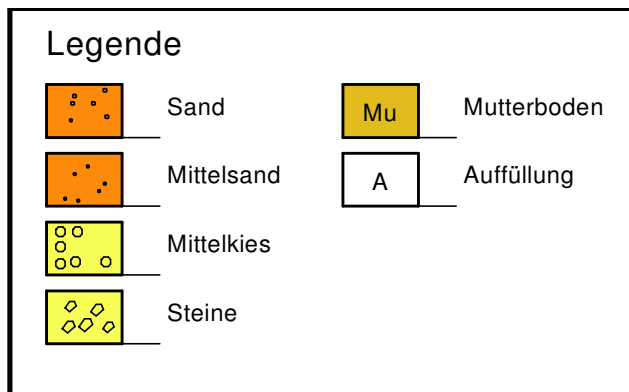 Legende
Sand
Mittelsand
Mittelkies
Steine
Mu Mutterboden
A Auffüllung